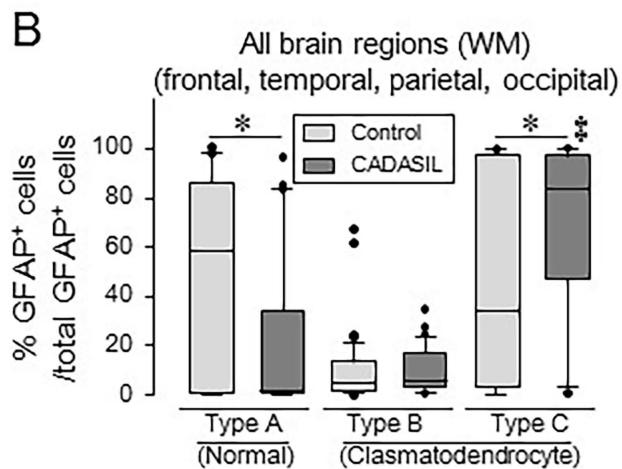 B
All brain regions (WM)
(frontal, temporal, parietal, occipital)
% GFAP⁺ cells
/total GFAP⁺ cells
100
80
60
40
20
0
*
Control
CADASIL
*
‡
Type A
Type B
Type C
(Normal)
(Clasmatodendrocyte)